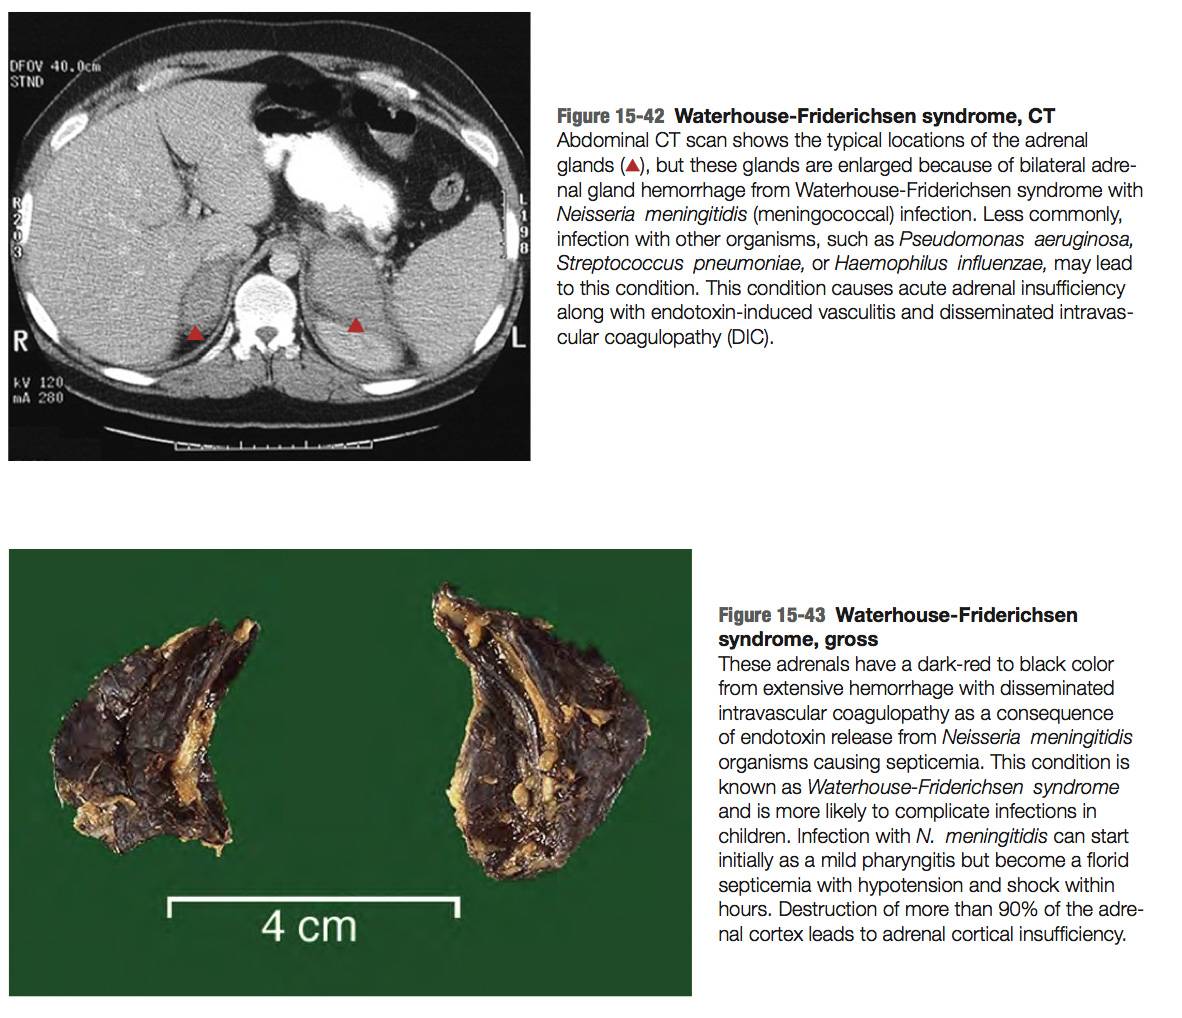 DFOV 40.0cm
STND
R
2
0
3
L
1
9
8
R
L
kV 120
mA 280
Figure 15-42 Waterhouse-Friderichsen syndrome, CT
Abdominal CT scan shows the typical locations of the adrenal
glands (▲), but these glands are enlarged because of bilateral adre-
nal gland hemorrhage from Waterhouse-Friderichsen syndrome with
Neisseria meningitidis (meningococcal) infection. Less commonly,
infection with other organisms, such as Pseudomonas aeruginosa,
Streptococcus pneumoniae, or Haemophilus influenzae, may lead
to this condition. This condition causes acute adrenal insufficiency
along with endotoxin-induced vasculitis and disseminated intravas-
cular coagulopathy (DIC).
4 cm
Figure 15-43 Waterhouse-Friderichsen
syndrome, gross
These adrenals have a dark-red to black color
from extensive hemorrhage with disseminated
intravascular coagulopathy as a consequence
of endotoxin release from Neisseria meningitidis
organisms causing septicemia. This condition is
known as Waterhouse-Friderichsen syndrome
and is more likely to complicate infections in
children. Infection with N. meningitidis can start
initially as a mild pharyngitis but become a florid
septicemia with hypotension and shock within
hours. Destruction of more than 90% of the adre-
nal cortex leads to adrenal cortical insufficiency.